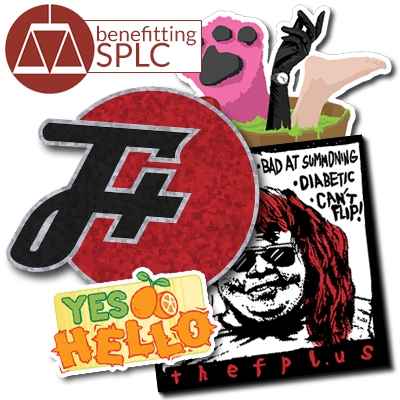 benefitting
SPLC
F+
• BAD AT SUMMONING
• DIABETIC
• CAN'T
FLIP!
YES
HELLO
thefpl.us